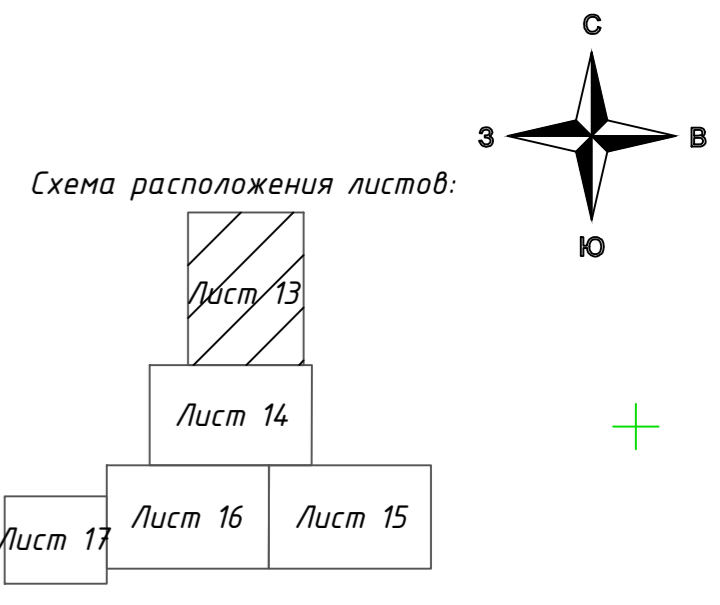 С
З В
Ю
Схема расположения листов:
Лист 13
Лист 14
Лист 16 Лист 15
Лист 17